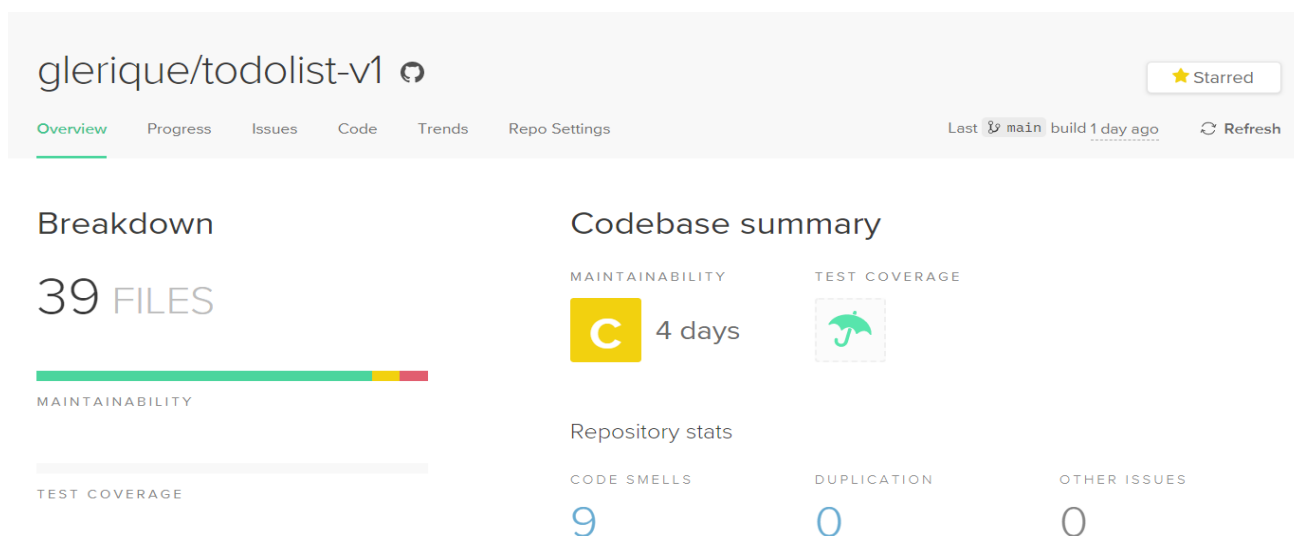 glerique/todolist-v1
Starred
Overview Progress Issues Code Trends Repo Settings
Last main build 1 day ago Refresh
Breakdown
39 FILES
MAINTAINABILITY
TEST COVERAGE
Codebase summary
MAINTAINABILITY TEST COVERAGE
C 4 days
Repository stats
CODE SMELLS DUPLICATION OTHER ISSUES
9 0 0